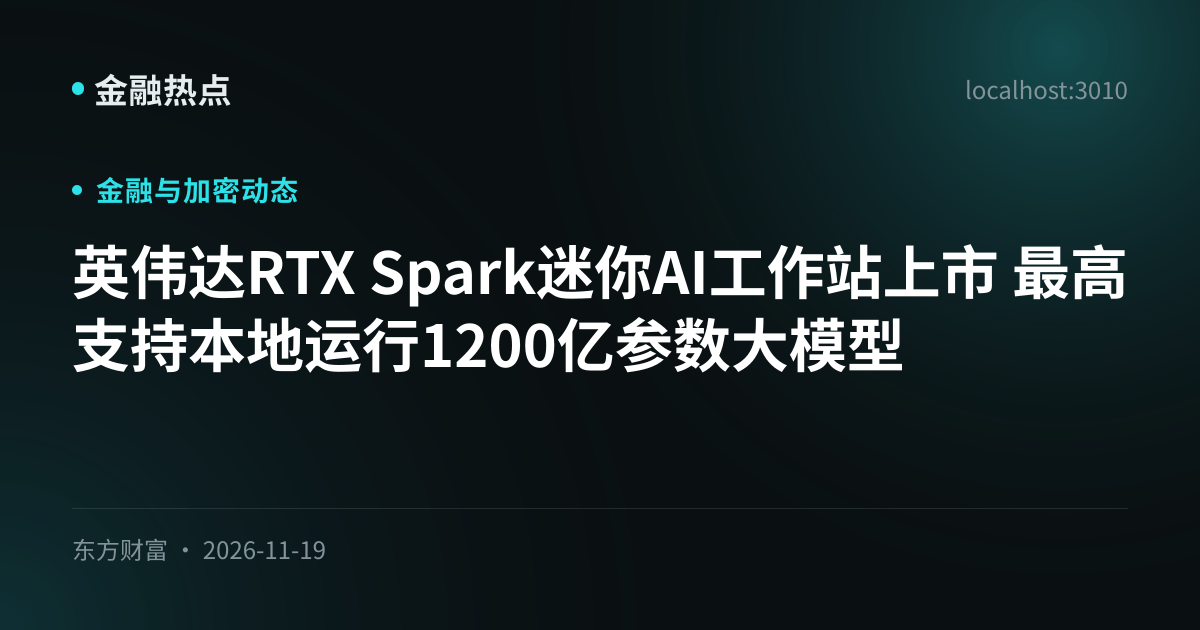 金融热点
localhost:3010
金融与加密动态
英伟达RTX Spark迷你AI工作站上市 最高
支持本地运行1200亿参数大模型
东方财富 · 2026-11-19